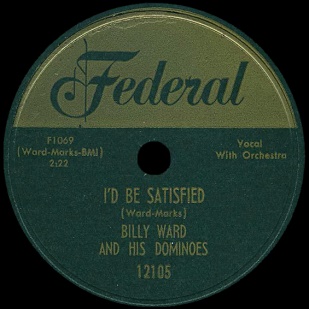 Federal
F1069
(Ward-Marks-BMI)
2:22
Vocal
With Orchestra
I'D BE SATISFIED
(Ward-Marks)
BILLY WARD
AND HIS DOMINOES
12105